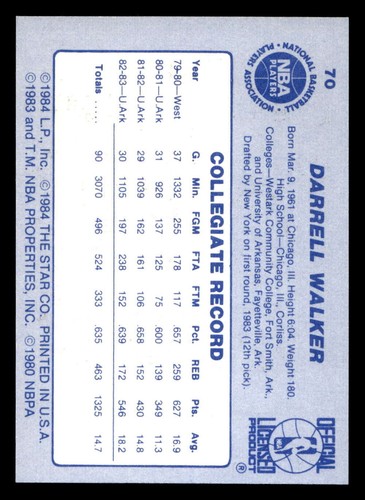 70
NATIONAL BASKETBALL
NBA
PLAYERS
PLAYERS ASSOCIATION
DARRELL WALKER
Born Mar. 9, 1961 at Chicago, Ill. Height 6:04. Weight 180.
High School—Chicago, Ill., Corliss.
Colleges—Westark Community College, Fort Smith, Ark.,
and University of Arkansas, Fayetteville, Ark.
Drafted by New York on first round, 1983 (12th pick).
OFFICIAL
LICENSED
PRODUCT
®
COLLEGIATE RECORD
Year G. Min. FGM FTA FTM Pct. REB Pts. Avg.
79-80—West 37 1332 255 178 117 657 259 627 16.9
80-81—U.Ark 31 926 137 125 75 600 139 349 11.3
81-82—U.Ark 29 1039 162 161 106 658 152 430 14.8
82-83—U.Ark 30 1105 197 238 152 639 172 546 18.2
Totals . . . . . 90 3070 496 524 333 635 463 1325 14.7
©1984 L.P., Inc. ©1984 THE STAR CO. PRINTED IN U.S.A.
©1983 and T.M. NBA PROPERTIES, INC. ©1980 NBPA